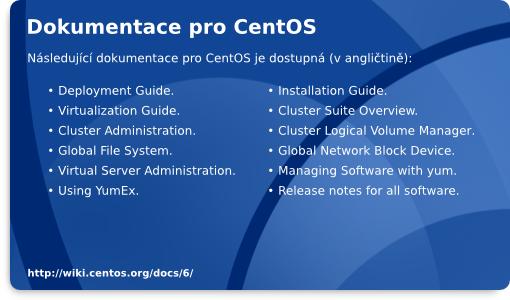 Dokumentace pro CentOS
Následující dokumentace pro CentOS je dostupná (v angličtině):
• Deployment Guide.
• Virtualization Guide.
• Cluster Administration.
• Global File System.
• Virtual Server Administration.
• Using YumEx.
• Installation Guide.
• Cluster Suite Overview.
• Cluster Logical Volume Manager.
• Global Network Block Device.
• Managing Software with yum.
• Release notes for all software.
http://wiki.centos.org/docs/6/